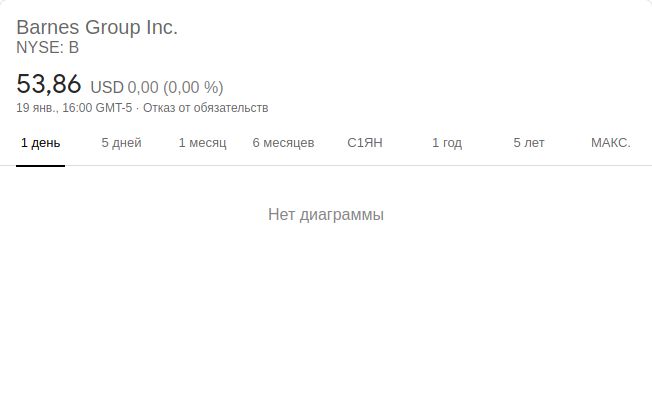 Barnes Group Inc.
NYSE: B
53,86 USD 0,00 (0,00 %)
19 янв., 16:00 GMT-5 · Отказ от обязательств
1 день 5 дней 1 месяц 6 месяцев С1ЯН 1 год 5 лет МАКС.
Нет диаграммы